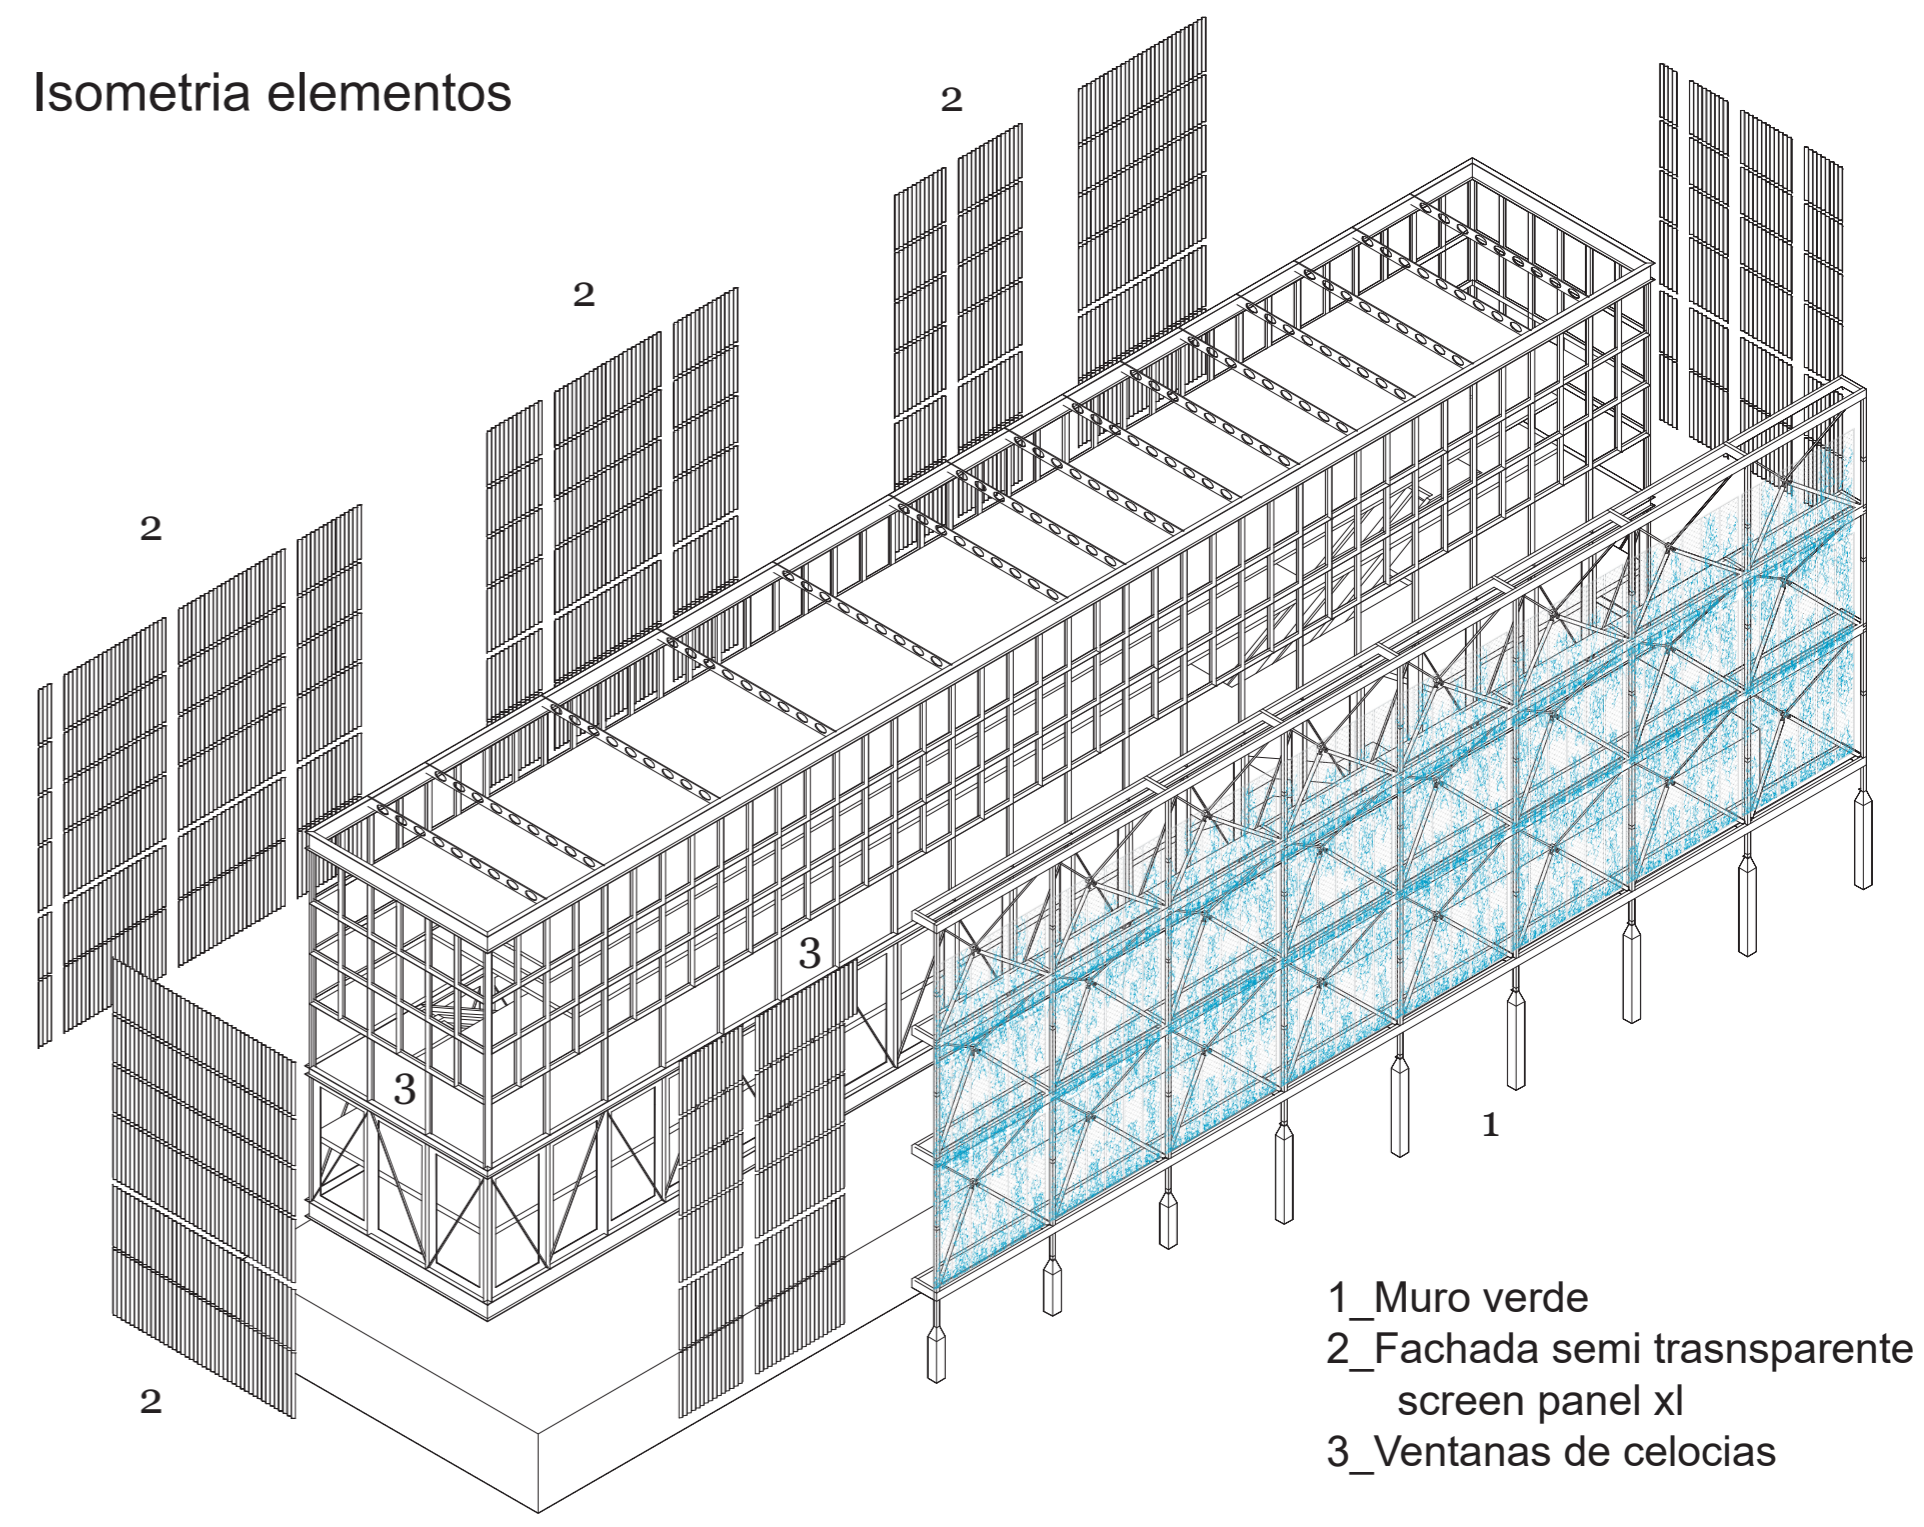 Isometria elementos
2
2
2
3
3
1
2
1_Muro verde
2_Fachada semi trasnsparente
screen panel xl
3_Ventanas de celocias